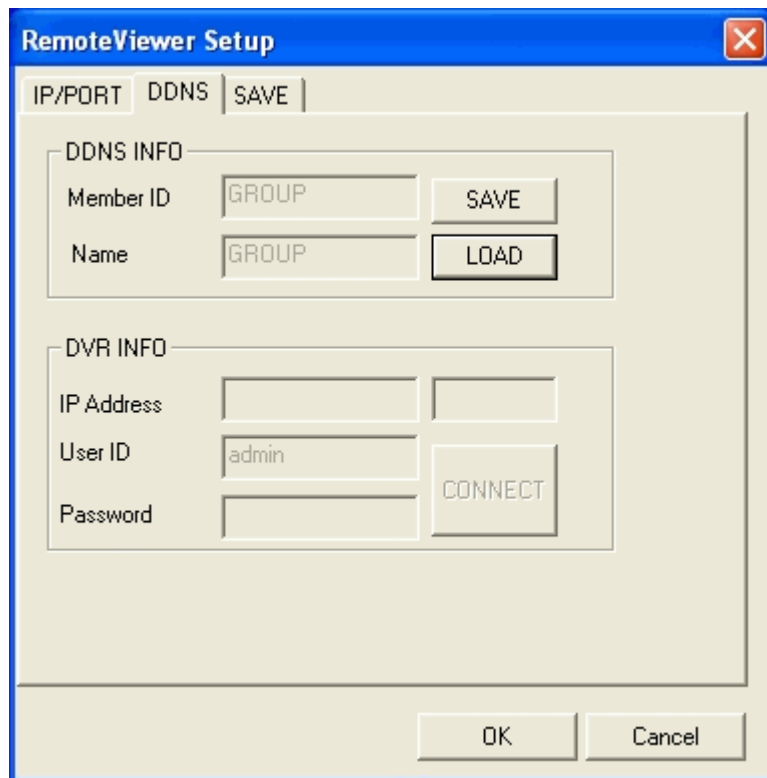 RemoteViewer Setup
IP/PORT DDNS SAVE
DDNS INFO
Member ID GROUP SAVE
Name GROUP LOAD
DVR INFO
IP Address
User ID admin
CONNECT
Password
OK Cancel